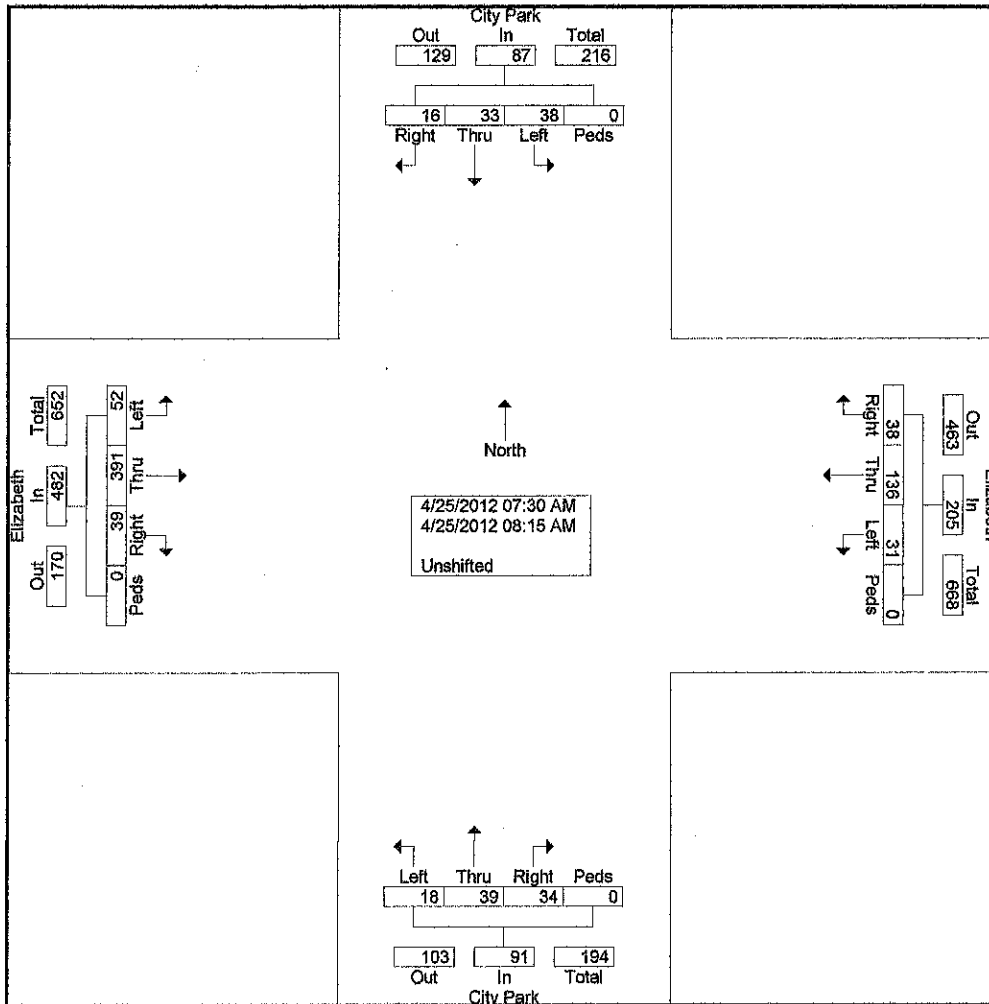 City Park
Out In Total
129 87 216
16 33 38 0
Right Thru Left Peds
Elizabeth
Total In Out
652 482 170
52 391 39 0
Left Thru Right Peds
North
4/25/2012 07:30 AM
4/25/2012 08:15 AM
Unshifted
Right Thru Left Peds
38 136 31 0
Out In Total
463 205 668
Left Thru Right Peds
18 39 34 0
103 91 194
Out In Total
City Park